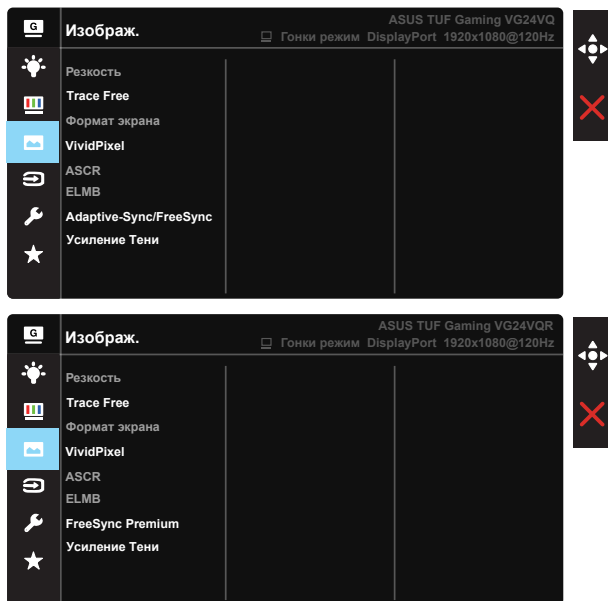 G
Изображ.
ASUS TUF Gaming VG24VQ
Гонки режим DisplayPort 1920x1080@120Hz
Резкость
Trace Free
Формат экрана
VividPixel
ASCR
ELMB
Adaptive-Sync/FreeSync
Усиление Тени
G
Изображ.
ASUS TUF Gaming VG24VQR
Гонки режим DisplayPort 1920x1080@120Hz
Резкость
Trace Free
Формат экрана
VividPixel
ASCR
ELMB
FreeSync Premium
Усиление Тени